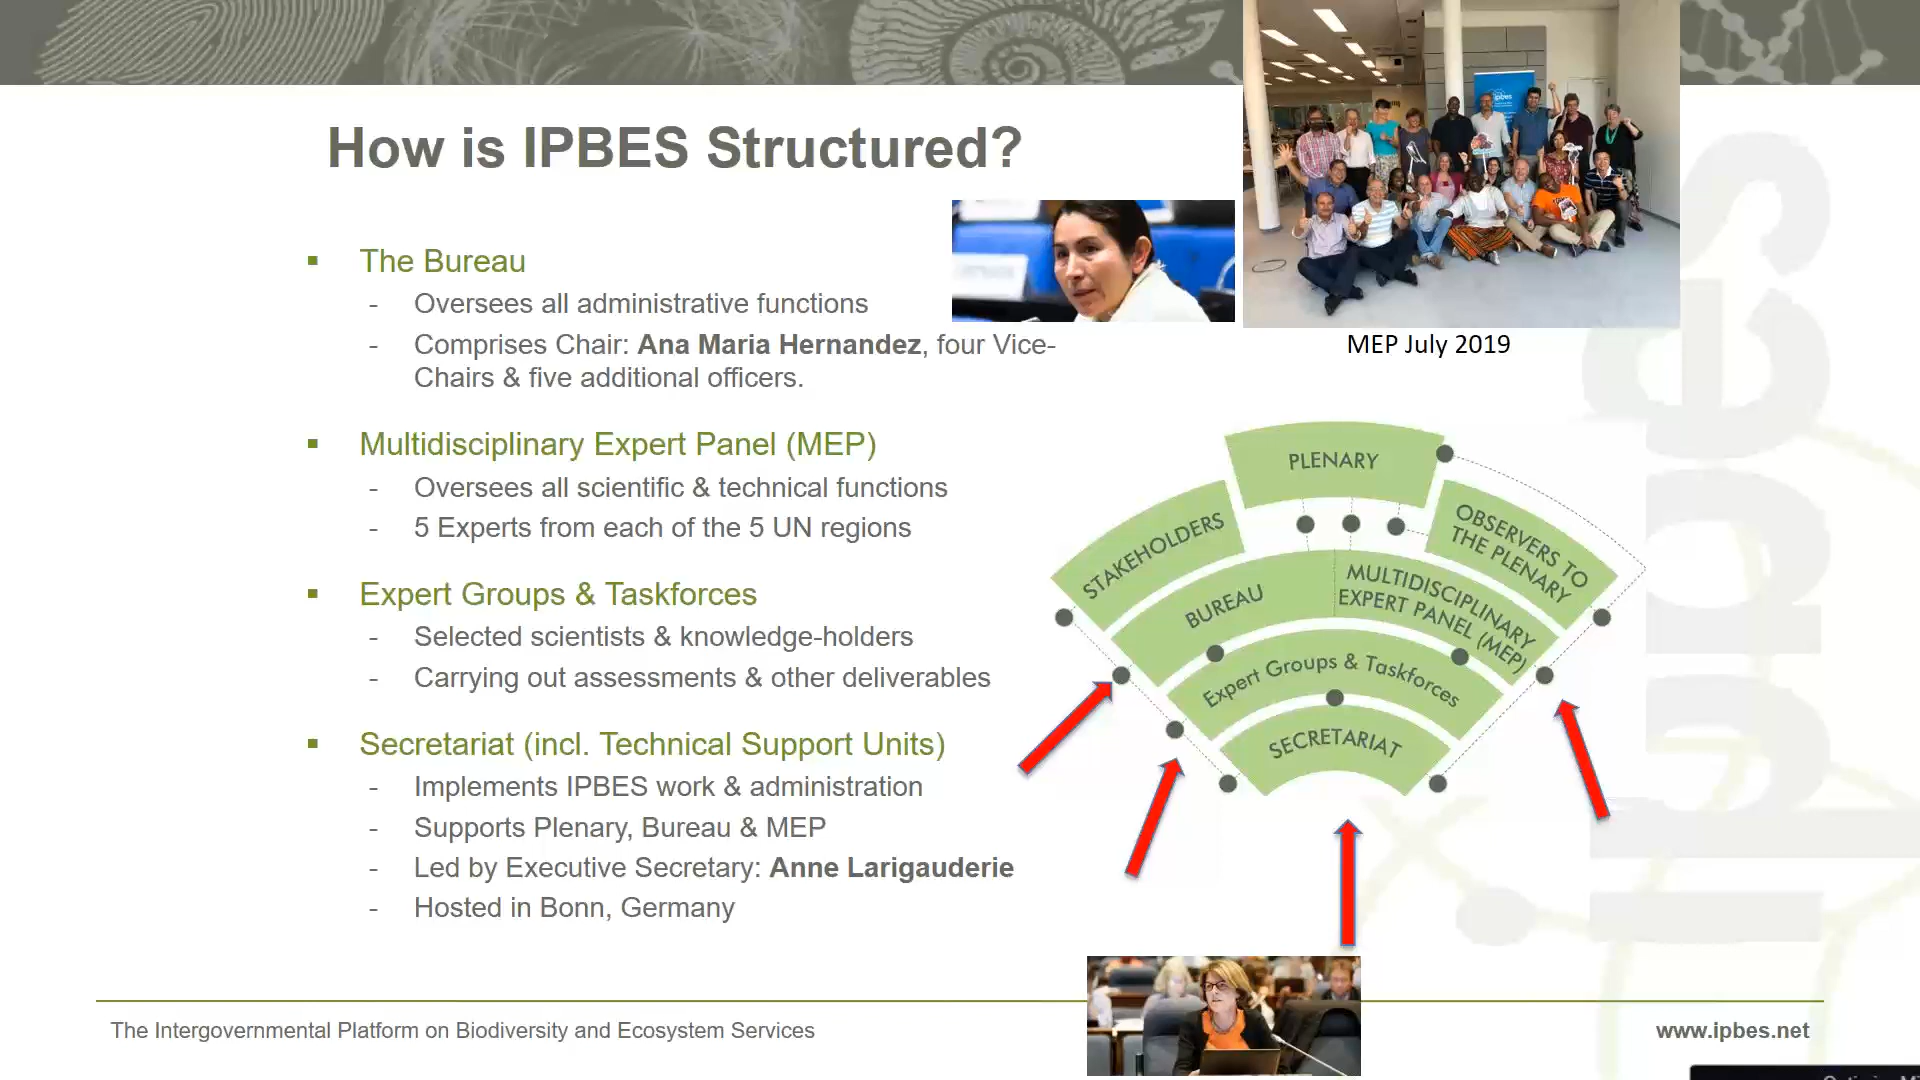 How is IPBES Structured?
▪ The Bureau
- Oversees all administrative functions
- Comprises Chair: Ana Maria Hernandez, four Vice-
Chairs & five additional officers.
▪ Multidisciplinary Expert Panel (MEP)
- Oversees all scientific & technical functions
- 5 Experts from each of the 5 UN regions
▪ Expert Groups & Taskforces
- Selected scientists & knowledge-holders
- Carrying out assessments & other deliverables
▪ Secretariat (incl. Technical Support Units)
- Implements IPBES work & administration
- Supports Plenary, Bureau & MEP
- Led by Executive Secretary: Anne Larigauderie
- Hosted in Bonn, Germany
ipbes
MEP July 2019
PLENARY
STAKEHOLDERS
OBSERVERS TO
THE PLENARY
BUREAU
MULTIDISCIPLINARY
EXPERT PANEL (MEP)
Expert Groups & Taskforces
SECRETARIAT
ipbes
The Intergovernmental Platform on Biodiversity and Ecosystem Services
www.ipbes.net